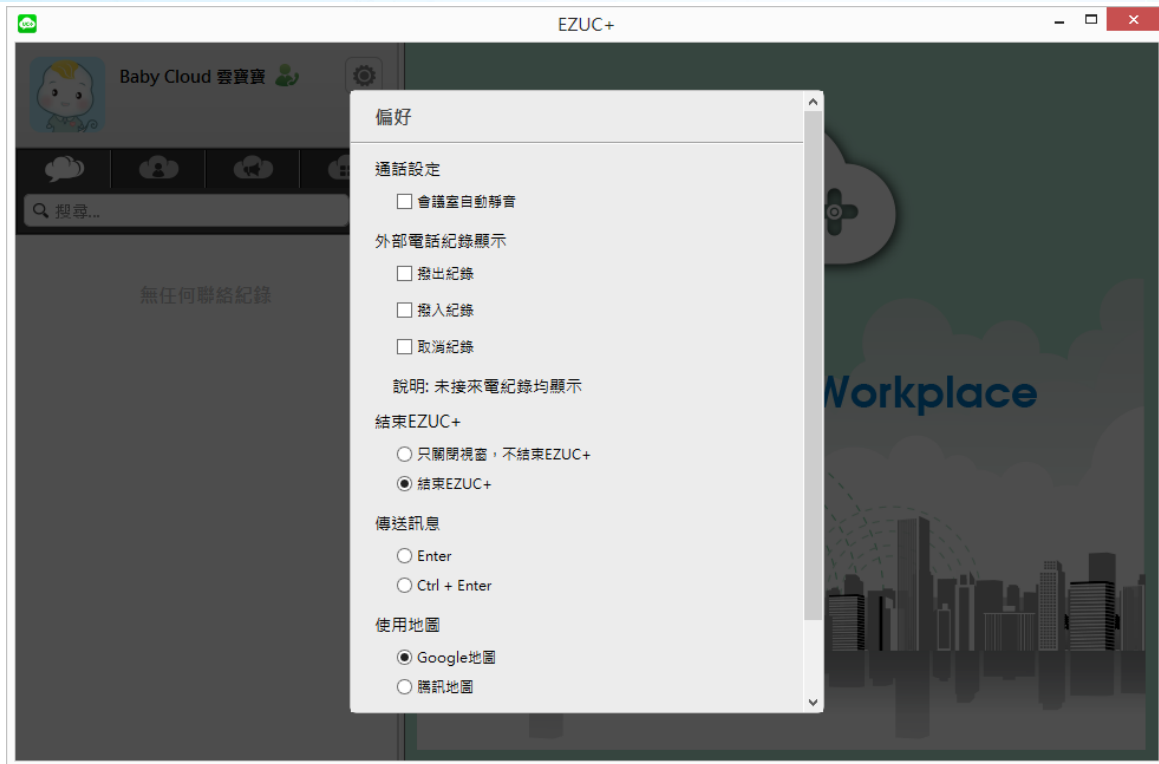 EZUC+
Baby Cloud 雲寶寶
搜尋...
無任何聯絡紀錄
偏好
通話設定
會議室自動靜音
外部電話紀錄顯示
撥出紀錄
撥入紀錄
取消紀錄
說明: 未接來電紀錄均顯示
結束EZUC+
只關閉視窗，不結束EZUC+
結束EZUC+
傳送訊息
Enter
Ctrl + Enter
使用地圖
Google地圖
騰訊地圖
Workplace